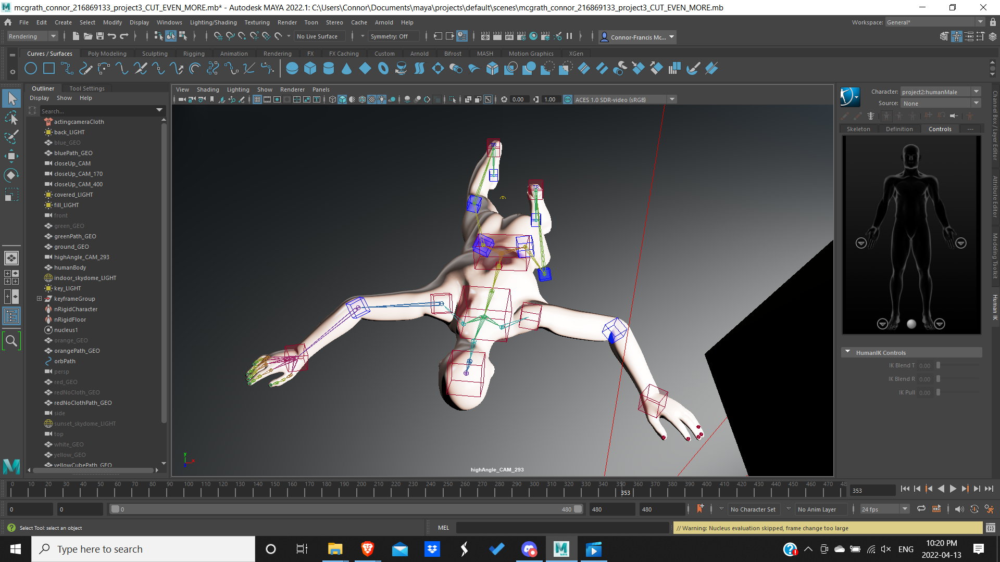 mcgrath_connor_216869133_project3_CUT_EVEN_MORE.mb* - Autodesk MAYA 2022.1: C:\Users\Connor\Documents\maya\projects\default\scenes\mcgrath_connor_216869133_project3_CUT_EVEN_MORE.mb
File Edit Create Select Modify Display Windows Lighting/Shading Texturing Render Toon Stereo Cache Arnold Help
Workspace: General*
Rendering No Live Surface Symmetry: Off Connor-Francis Mc...
Curves / Surfaces Poly Modeling Sculpting Rigging Animation Rendering FX FX Caching Custom Arnold Bifrost MASH Motion Graphics XGen
Outliner Tool Settings
Display Show Help
Search...
actingcameraCloth
back_LIGHT
blue_GEO
bluePath_GEO
closeUp_CAM
closeUp_CAM_170
closeUp_CAM_400
covered_LIGHT
fill_LIGHT
front
green_GEO
greenPath_GEO
ground_GEO
highAngle_CAM_293
humanBody
indoor_skydome_LIGHT
key_LIGHT
keyframeGroup
nRigidCharacter
nRigidFloor
nucleus1
orange_GEO
orangePath_GEO
orbPath
persp
red_GEO
redNoCloth_GEO
redNoClothPath_GEO
side
sunset_skydome_LIGHT
top
white_GEO
yellow_GEO
yellowCubePath_GEO
View Shading Lighting Show Renderer Panels
IPR
0.00 1.00 ON ACES 1.0 SDR-video (sRGB)
TR
TR
y
x
z
highAngle_CAM_293
Character: project2:humanMale
Source: None
Skeleton Definition Controls ---
HumanIK Controls
IK Blend T 0.00
IK Blend R 0.00
IK Pull 0.00
Channel Box / Layer Editor
Attribute Editor
Modeling Toolkit
Human IK
0 10 20 30 40 50 60 70 80 90 100 110 120 130 140 150 160 170 180 190 200 210 220 230 240 250 260 270 280 290 300 310 320 330 340 350 360 370 380 390 400 410 420 430 440 450 460 470 48
353
353
0 0 0 480 480 480 No Character Set No Anim Layer 24 fps
Select Tool: select an object
MEL
// Warning: Nucleus evaluation skipped, frame change too large
Type here to search
MAYA
ENG
10:20 PM
2022-04-13